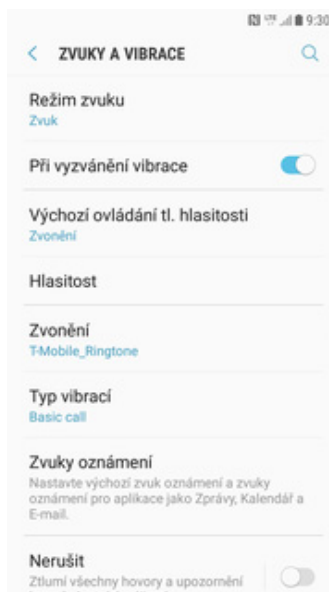 9:30
ZVUKY A VIBRACE
Režim zvuku
Zvuk
Při vyzvánění vibrace
Výchozí ovládání tl. hlasitosti
Zvonění
Hlasitost
Zvonění
T-Mobile_Ringtone
Typ vibrací
Basic call
Zvuky oznámení
Nastavte výchozí zvuk oznámení a zvuky
oznámení pro aplikace jako Zprávy, Kalendář a
E-mail.
Nerušit
Ztlumí všechny hovory a upozornění